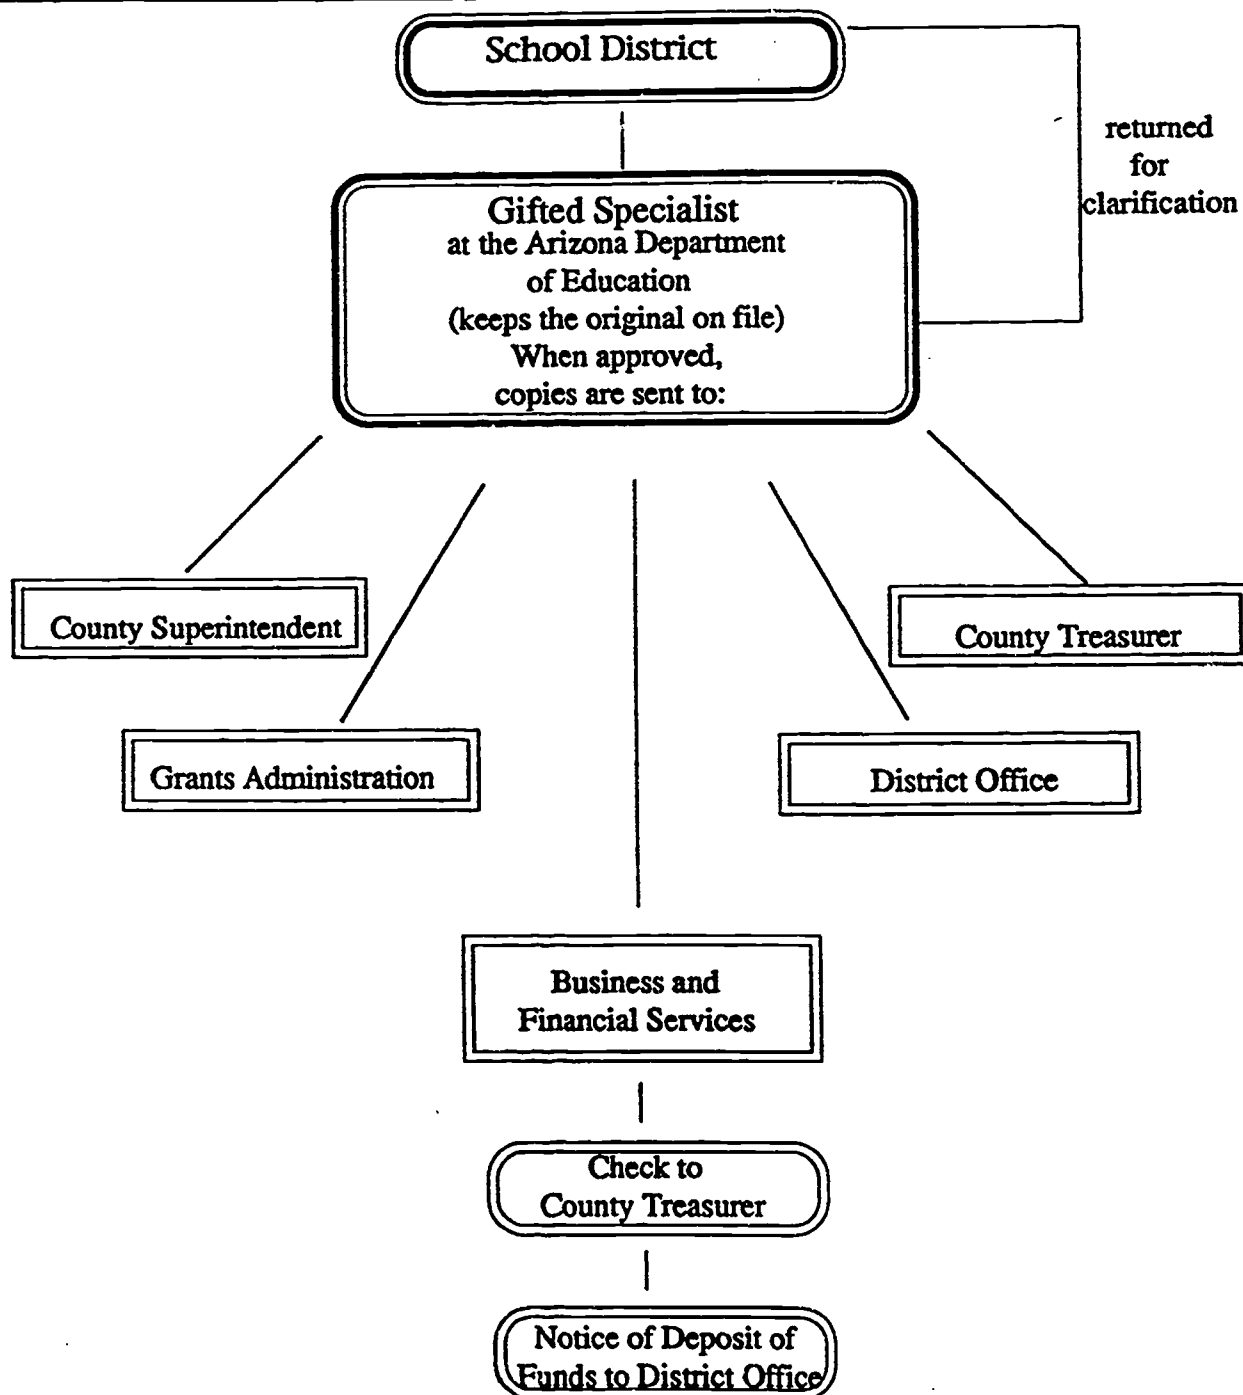 School District
returned
for
clarification
Gifted Specialist
at the Arizona Department
of Education
(keeps the original on file)
When approved,
copies are sent to:
County Superintendent
County Treasurer
Grants Administration
District Office
Business and
Financial Services
Check to
County Treasurer
Notice of Deposit of
Funds to District Office